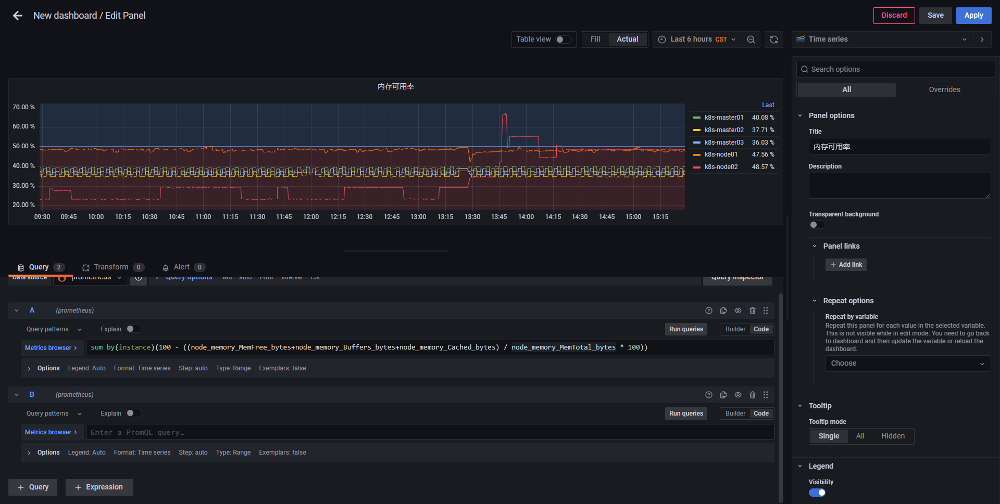 New dashboard / Edit Panel
Discard Save Apply
Table view Fill Actual Last 6 hours CST Time series
Search options
All Overrides
内存可用率
70.00 %
60.00 %
50.00 %
40.00 %
30.00 %
20.00 %
09:30 09:45 10:00 10:15 10:30 10:45 11:00 11:15 11:30 11:45 12:00 12:15 12:30 12:45 13:00 13:15 13:30 13:45 14:00 14:15 14:30 14:45 15:00 15:15
Last
k8s-master01 40.08 %
k8s-master02 37.71 %
k8s-master03 36.03 %
k8s-node01 47.56 %
k8s-node02 48.57 %
Query 2 Transform 0 Alert 0
Data source prometheus Query options MD = auto = 1488 Interval = 15s Query inspector
A (prometheus)
Query patterns Explain Run queries Builder Code
Metrics browser > sum by(instance)(100 - ((node_memory_MemFree_bytes+node_memory_Buffers_bytes+node_memory_Cached_bytes) / node_memory_MemTotal_bytes * 100))
> Options Legend: Auto Format: Time series Step: auto Type: Range Exemplars: false
B (prometheus)
Query patterns Explain Run queries Builder Code
Metrics browser > Enter a PromQL query…
> Options Legend: Auto Format: Time series Step: auto Type: Range Exemplars: false
+ Query + Expression
Panel options
Title
内存可用率
Description
Transparent background
Panel links
+ Add link
Repeat options
Repeat by variable
Repeat this panel for each value in the selected variable.
This is not visible while in edit mode. You need to go back
to dashboard and then update the variable or reload the
dashboard.
Choose
Tooltip
Tooltip mode
Single All Hidden
Legend
Visibility